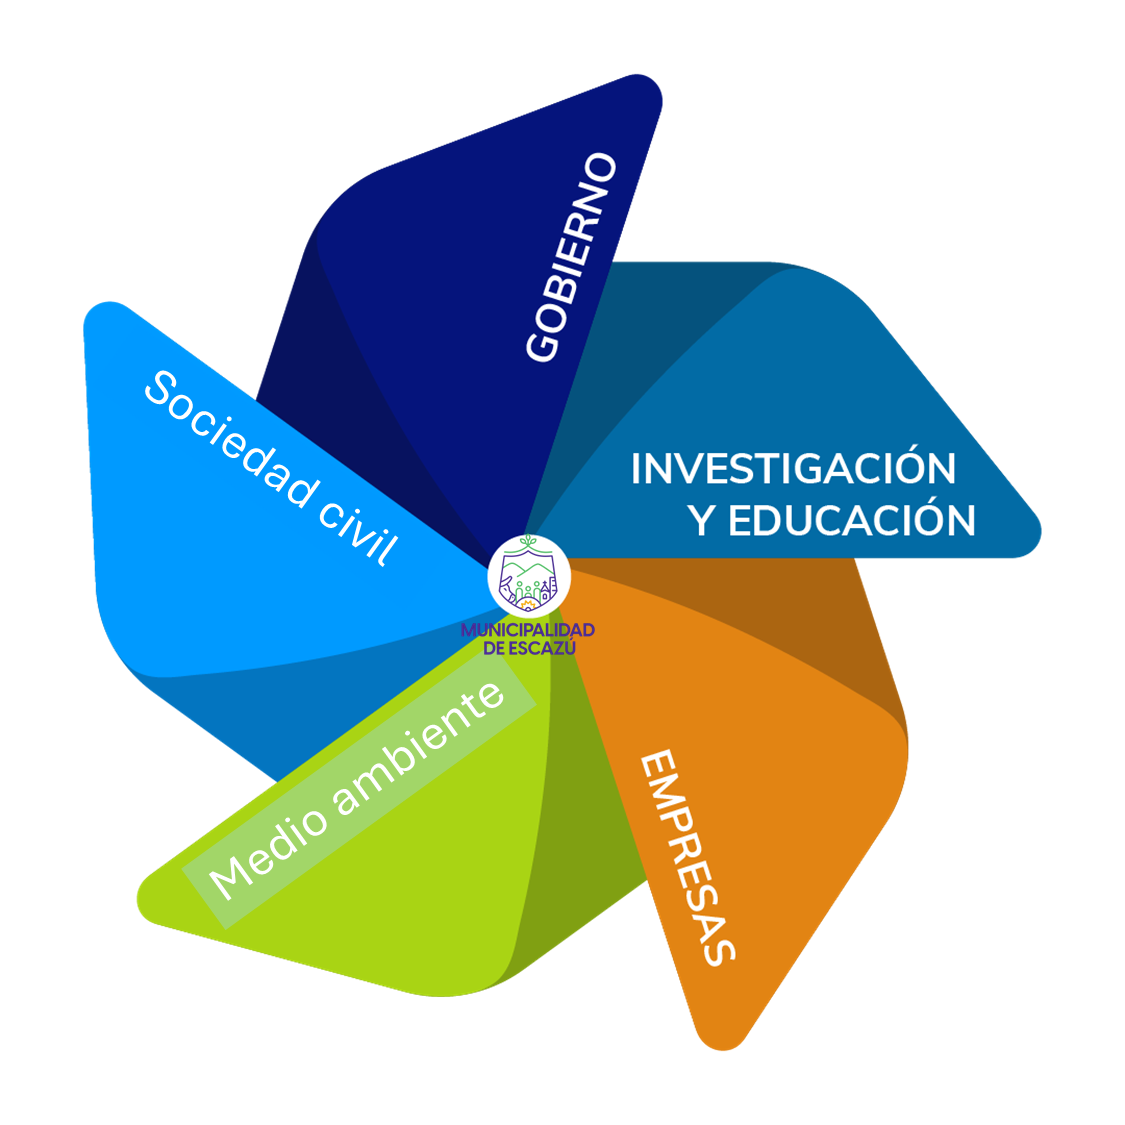 GOBIERNO
INVESTIGACIÓN
Y EDUCACIÓN
EMPRESAS
Medio ambiente
Sociedad civil
MUNICIPALIDAD
DE ESCAZÚ